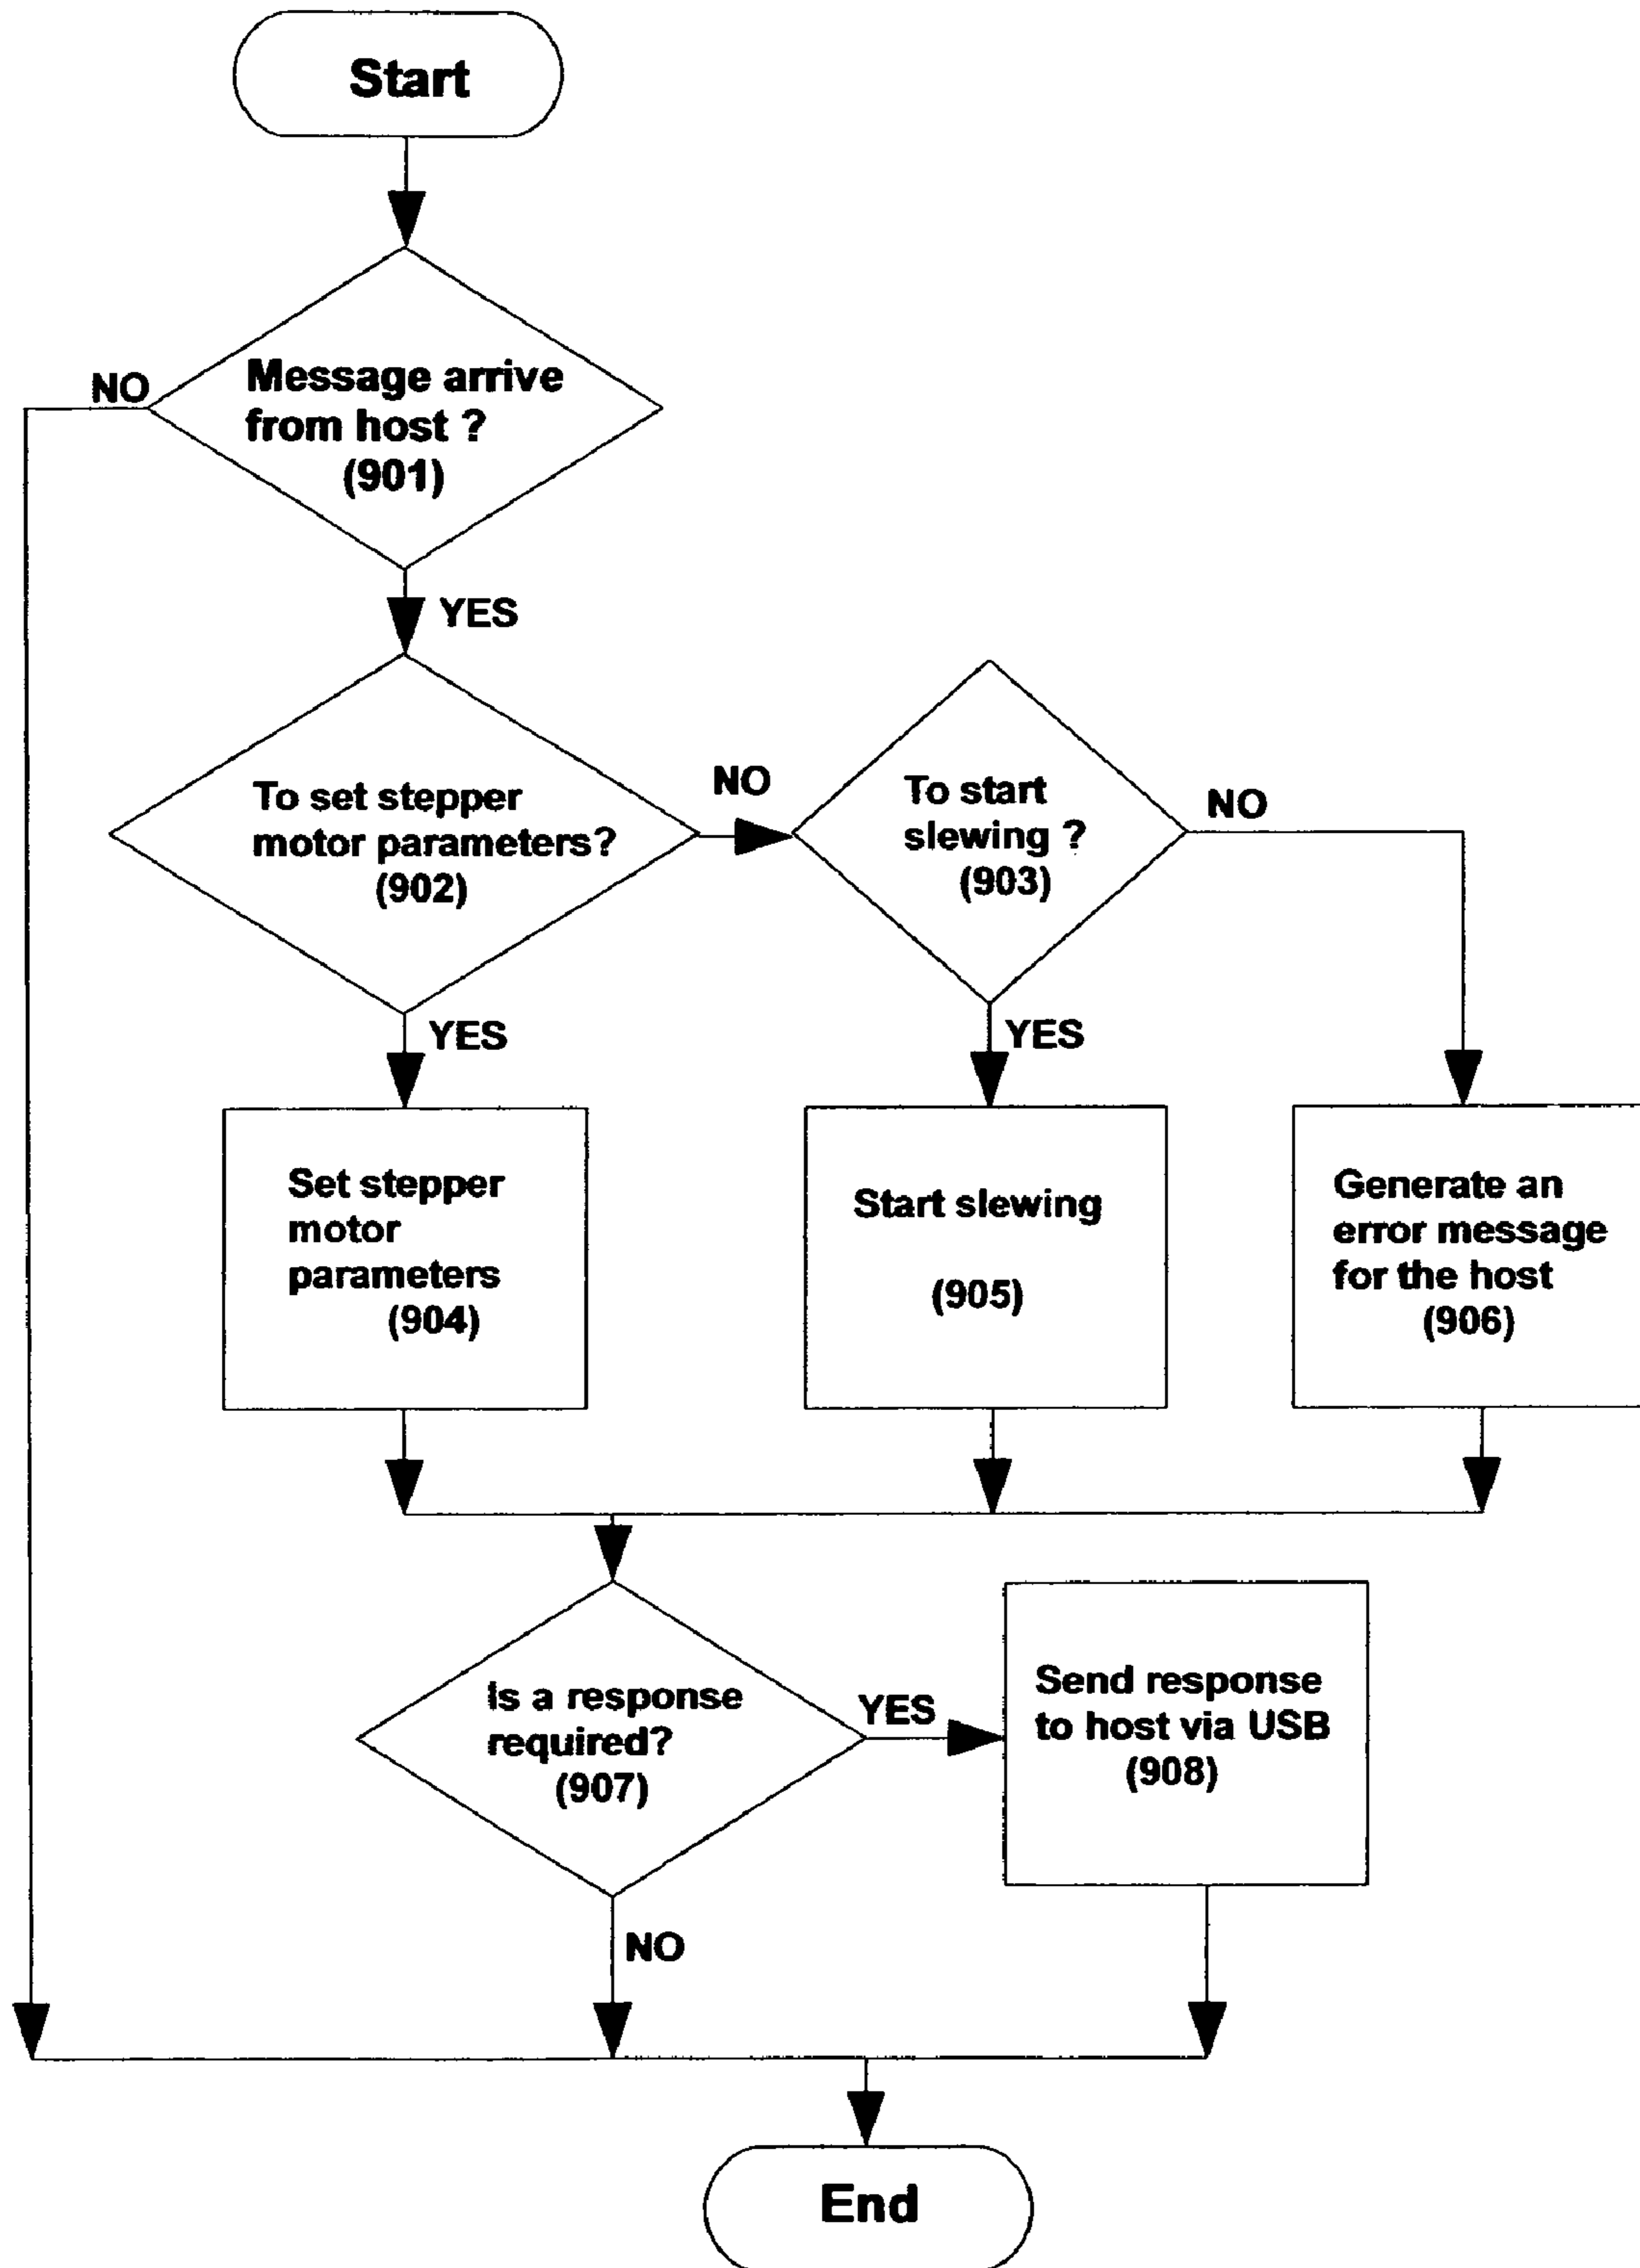 Start
NO
Message arrive
from host ?
(901)
YES
To set stepper
motor parameters?
(902)
NO
To start
slewing ?
(903)
NO
YES
YES
Set stepper
motor
parameters
(904)
Start slewing
(905)
Generate an
error message
for the host
(906)
Is a response
required?
(907)
YES
Send response
to host via USB
(908)
NO
End